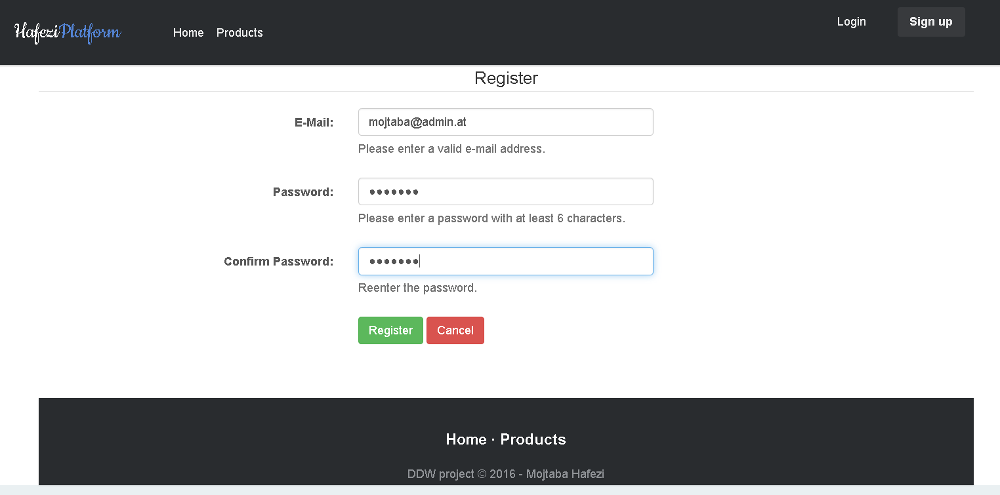 HafeziPlatform Home Products Login Sign up
Register
E-Mail: mojtaba@admin.at
Please enter a valid e-mail address.
Password: •••••••
Please enter a password with at least 6 characters.
Confirm Password: •••••••
Reenter the password.
Register Cancel
Home · Products
DDW project © 2016 - Mojtaba Hafezi